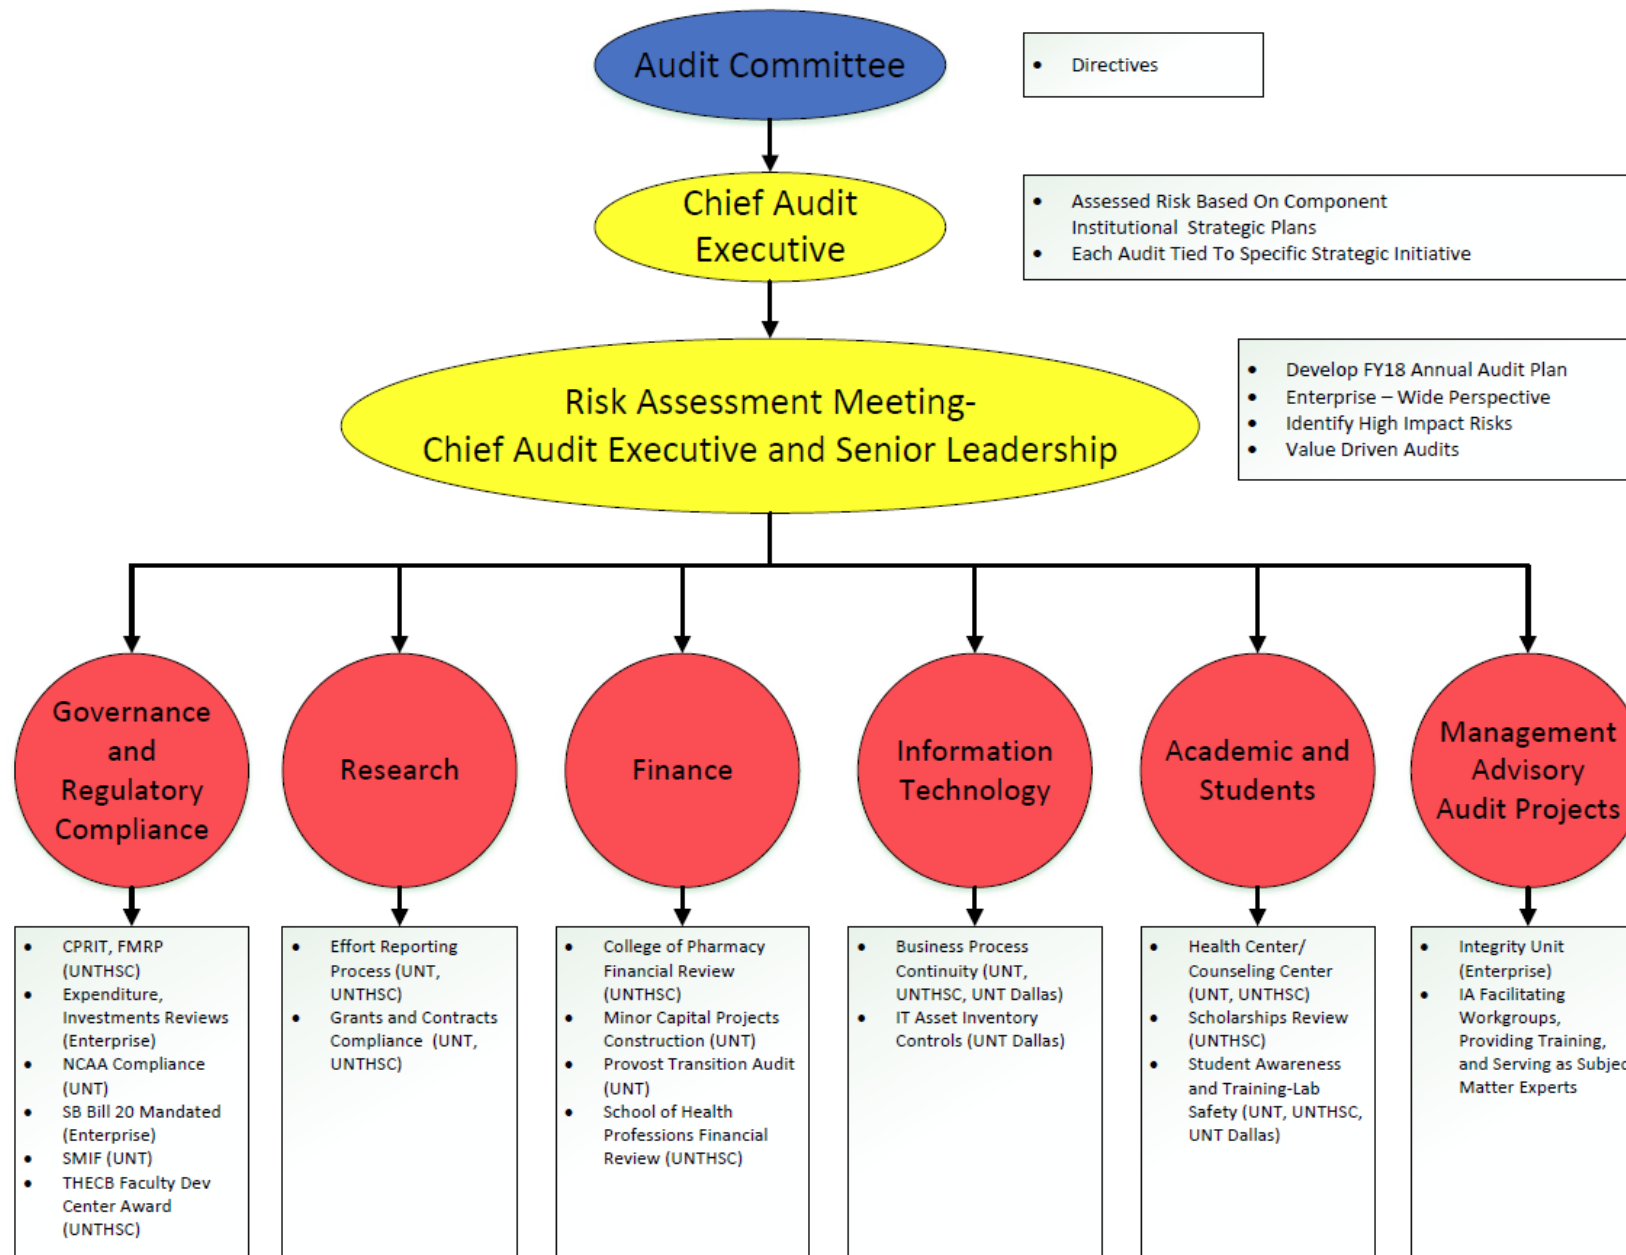 Audit Committee
• Directives
Chief Audit
Executive
• Assessed Risk Based On Component
Institutional Strategic Plans
• Each Audit Tied To Specific Strategic Initiative
Risk Assessment Meeting-
Chief Audit Executive and Senior Leadership
• Develop FY18 Annual Audit Plan
• Enterprise – Wide Perspective
• Identify High Impact Risks
• Value Driven Audits
Governance
and
Regulatory
Compliance
Research
Finance
Information
Technology
Academic and
Students
Management
Advisory
Audit Projects
• CPRIT, FMRP
(UNTHSC)
• Expenditure,
Investments Reviews
(Enterprise)
• NCAA Compliance
(UNT)
• SB Bill 20 Mandated
(Enterprise)
• SMIF (UNT)
• THECB Faculty Dev
Center Award
(UNTHSC)
• Effort Reporting
Process (UNT,
UNTHSC)
• Grants and Contracts
Compliance (UNT,
UNTHSC)
• College of Pharmacy
Financial Review
(UNTHSC)
• Minor Capital Projects
Construction (UNT)
• Provost Transition Audit
(UNT)
• School of Health
Professions Financial
Review (UNTHSC)
• Business Process
Continuity (UNT,
UNTHSC, UNT Dallas)
• IT Asset Inventory
Controls (UNT Dallas)
• Health Center/
Counseling Center
(UNT, UNTHSC)
• Scholarships Review
(UNTHSC)
• Student Awareness
and Training-Lab
Safety (UNT, UNTHSC,
UNT Dallas)
• Integrity Unit
(Enterprise)
• IA Facilitating
Workgroups,
Providing Training,
and Serving as Subjec
Matter Experts